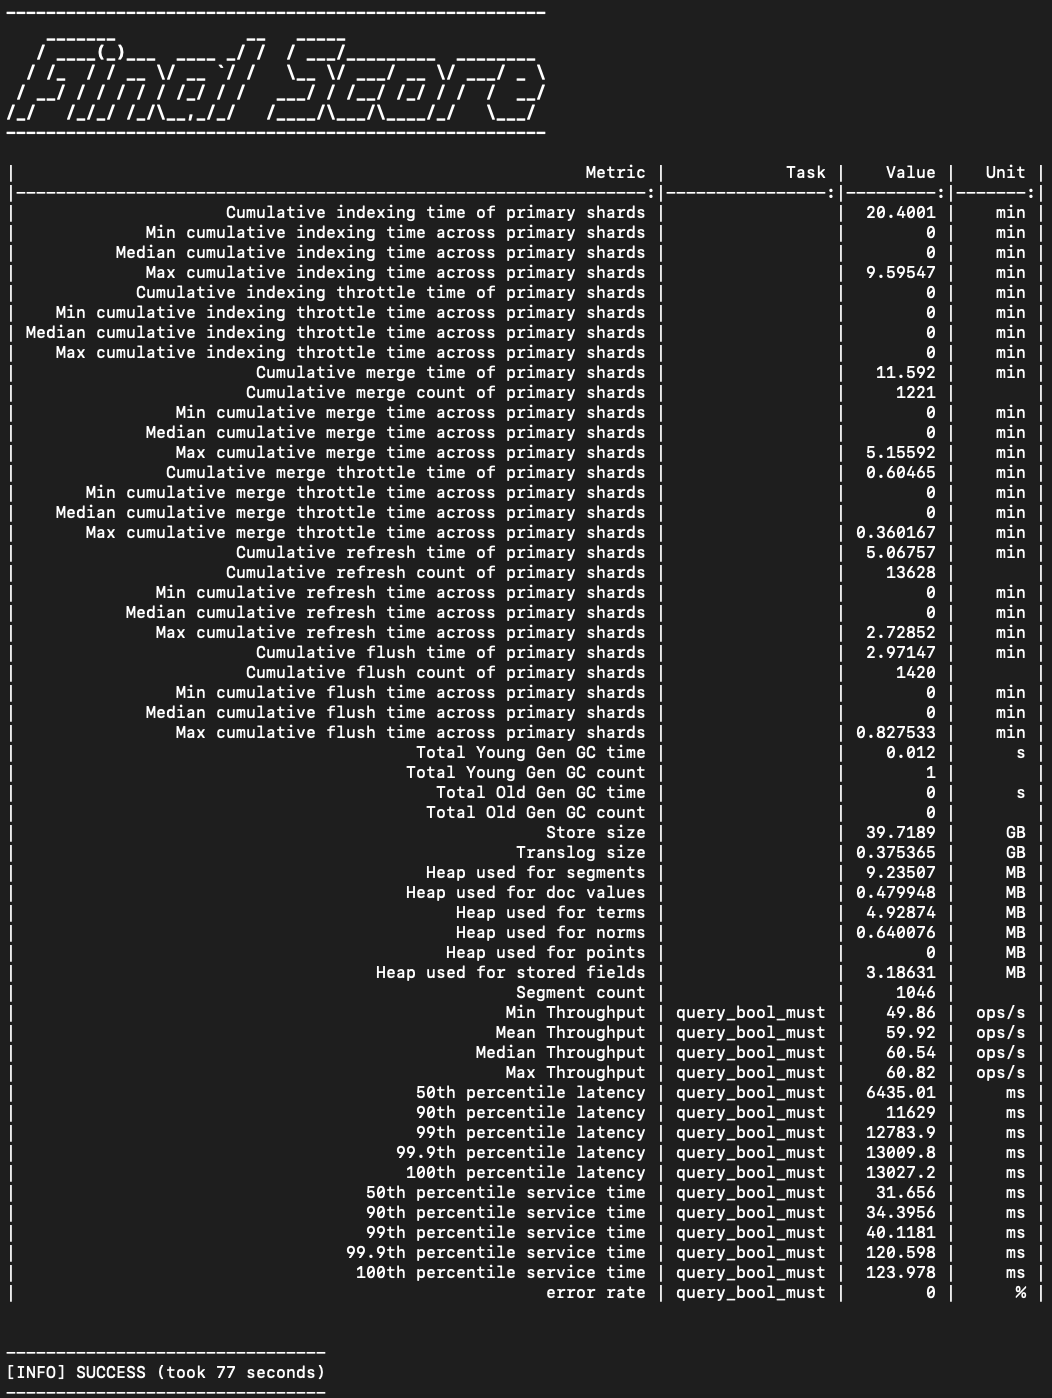 Final Score
| Metric | Task | Value | Unit |
| Cumulative indexing time of primary shards | | 20.4001 | min |
| Min cumulative indexing time across primary shards | | 0 | min |
| Median cumulative indexing time across primary shards | | 0 | min |
| Max cumulative indexing time across primary shards | | 9.59547 | min |
| Cumulative indexing throttle time of primary shards | | 0 | min |
| Min cumulative indexing throttle time across primary shards | | 0 | min |
| Median cumulative indexing throttle time across primary shards | | 0 | min |
| Max cumulative indexing throttle time across primary shards | | 0 | min |
| Cumulative merge time of primary shards | | 11.592 | min |
| Cumulative merge count of primary shards | | 1221 | |
| Min cumulative merge time across primary shards | | 0 | min |
| Median cumulative merge time across primary shards | | 0 | min |
| Max cumulative merge time across primary shards | | 5.15592 | min |
| Cumulative merge throttle time of primary shards | | 0.60465 | min |
| Min cumulative merge throttle time across primary shards | | 0 | min |
| Median cumulative merge throttle time across primary shards | | 0 | min |
| Max cumulative merge throttle time across primary shards | | 0.360167 | min |
| Cumulative refresh time of primary shards | | 5.06757 | min |
| Cumulative refresh count of primary shards | | 13628 | |
| Min cumulative refresh time across primary shards | | 0 | min |
| Median cumulative refresh time across primary shards | | 0 | min |
| Max cumulative refresh time across primary shards | | 2.72852 | min |
| Cumulative flush time of primary shards | | 2.97147 | min |
| Cumulative flush count of primary shards | | 1420 | |
| Min cumulative flush time across primary shards | | 0 | min |
| Median cumulative flush time across primary shards | | 0 | min |
| Max cumulative flush time across primary shards | | 0.827533 | min |
| Total Young Gen GC time | | 0.012 | s |
| Total Young Gen GC count | | 1 | |
| Total Old Gen GC time | | 0 | s |
| Total Old Gen GC count | | 0 | |
| Store size | | 39.7189 | GB |
| Translog size | | 0.375365 | GB |
| Heap used for segments | | 9.23507 | MB |
| Heap used for doc values | | 0.479948 | MB |
| Heap used for terms | | 4.92874 | MB |
| Heap used for norms | | 0.640076 | MB |
| Heap used for points | | 0 | MB |
| Heap used for stored fields | | 3.18631 | MB |
| Segment count | | 1046 | |
| Min Throughput | query_bool_must | 49.86 | ops/s |
| Mean Throughput | query_bool_must | 59.92 | ops/s |
| Median Throughput | query_bool_must | 60.54 | ops/s |
| Max Throughput | query_bool_must | 60.82 | ops/s |
| 50th percentile latency | query_bool_must | 6435.01 | ms |
| 90th percentile latency | query_bool_must | 11629 | ms |
| 99th percentile latency | query_bool_must | 12783.9 | ms |
| 99.9th percentile latency | query_bool_must | 13009.8 | ms |
| 100th percentile latency | query_bool_must | 13027.2 | ms |
| 50th percentile service time | query_bool_must | 31.656 | ms |
| 90th percentile service time | query_bool_must | 34.3956 | ms |
| 99th percentile service time | query_bool_must | 40.1181 | ms |
| 99.9th percentile service time | query_bool_must | 120.598 | ms |
| 100th percentile service time | query_bool_must | 123.978 | ms |
| error rate | query_bool_must | 0 | % |
[INFO] SUCCESS (took 77 seconds)